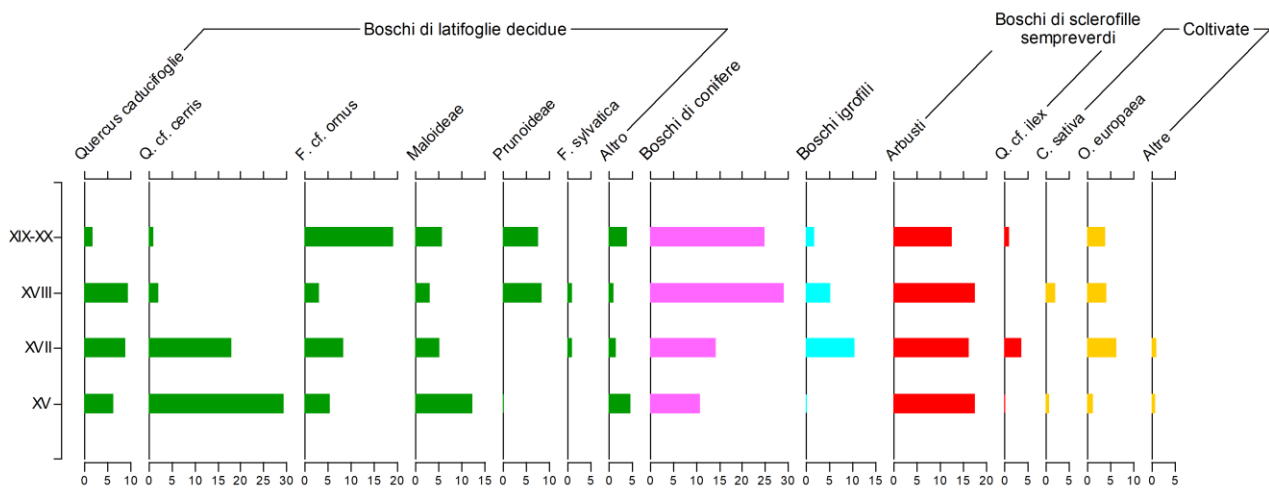 Boschi di latifoglie decidue
Boschi di sclerofille
sempreverdi
Coltivate
Quercus caducifoglie
Q. cf. cerris
F. cf. ornus
Maloideae
Prunoideae
F. sylvatica
Altro
Boschi di conifere
Boschi igrofili
Arbusti
Q. cf. ilex
C. sativa
O. europaea
Altre
XIX-XX
XVIII
XVII
XV
0 5 10 0 5 10 15 20 25 30 0 5 10 15 20 0 5 10 15 0 5 10 0 5 0 5 0 5 10 15 20 25 30 0 5 10 15 0 5 10 15 20 0 5 0 5 0 5 10 0 5